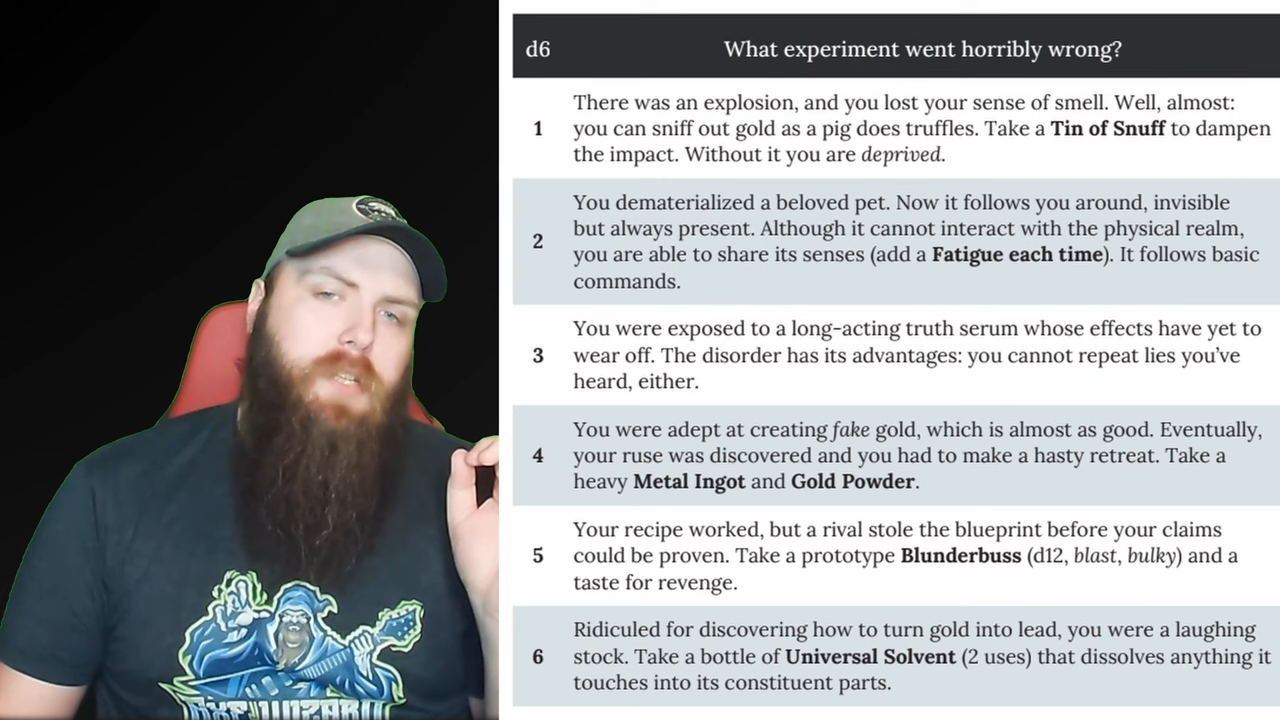 d6 What experiment went horribly wrong?
There was an explosion, and you lost your sense of smell. Well, almost:
1 you can sniff out gold as a pig does truffles. Take a Tin of Snuff to dampen
the impact. Without it you are deprived.
You dematerialized a beloved pet. Now it follows you around, invisible
but always present. Although it cannot interact with the physical realm,
2 you are able to share its senses (add a Fatigue each time). It follows basic
commands.
You were exposed to a long-acting truth serum whose effects have yet to
3 wear off. The disorder has its advantages: you cannot repeat lies you’ve
heard, either.
You were adept at creating fake gold, which is almost as good. Eventually,
4 your ruse was discovered and you had to make a hasty retreat. Take a
heavy Metal Ingot and Gold Powder.
Your recipe worked, but a rival stole the blueprint before your claims
5 could be proven. Take a prototype Blunderbuss (d12, blast, bulky) and a
taste for revenge.
Ridiculed for discovering how to turn gold into lead, you were a laughing
6 stock. Take a bottle of Universal Solvent (2 uses) that dissolves anything it
touches into its constituent parts.
AXE WIZARD